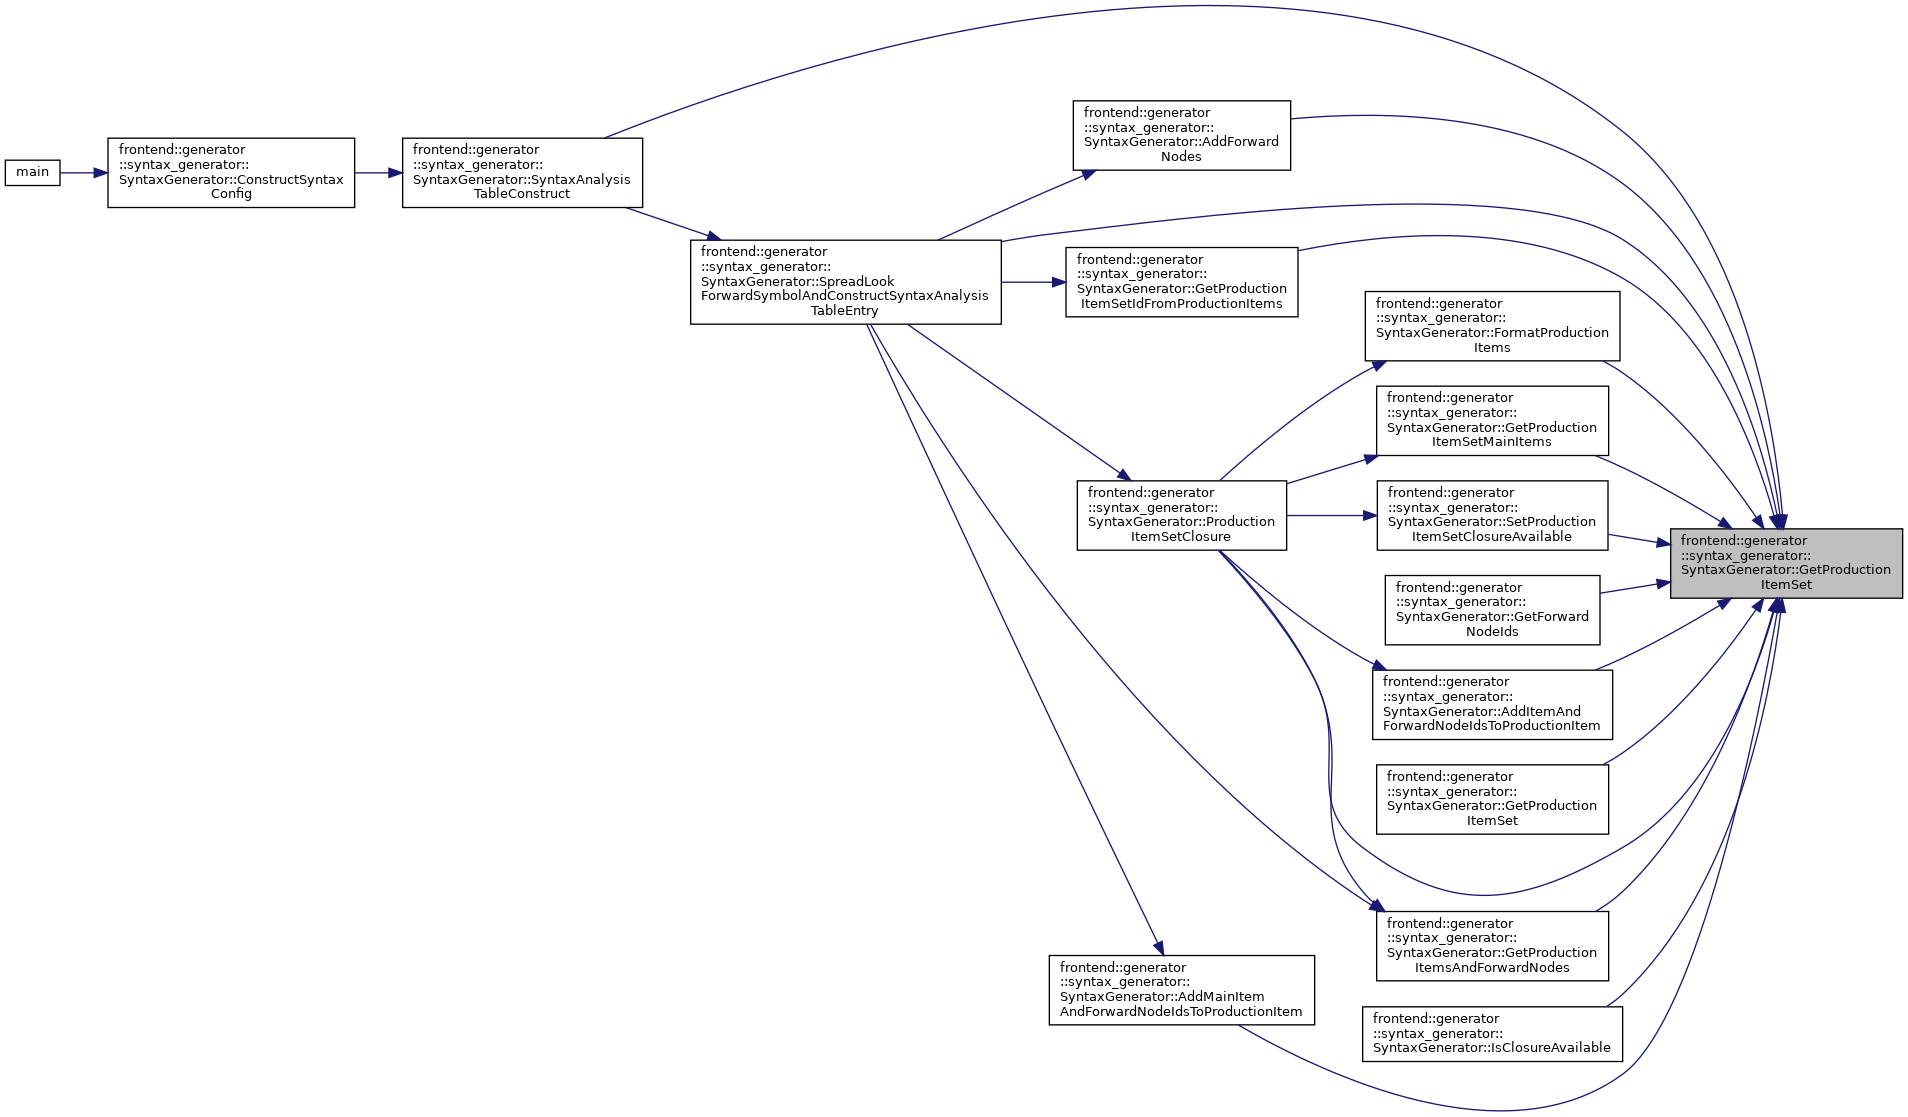 main
frontend::generator
::syntax_generator::
SyntaxGenerator::ConstructSyntax
Config
frontend::generator
::syntax_generator::
SyntaxGenerator::SyntaxAnalysis
TableConstruct
frontend::generator
::syntax_generator::
SyntaxGenerator::SpreadLook
ForwardSymbolAndConstructSyntaxAnalysis
TableEntry
frontend::generator
::syntax_generator::
SyntaxGenerator::AddForward
Nodes
frontend::generator
::syntax_generator::
SyntaxGenerator::GetProduction
ItemSetIdFromProductionItems
frontend::generator
::syntax_generator::
SyntaxGenerator::FormatProduction
Items
frontend::generator
::syntax_generator::
SyntaxGenerator::GetProduction
ItemSetMainItems
frontend::generator
::syntax_generator::
SyntaxGenerator::Production
ItemSetClosure
frontend::generator
::syntax_generator::
SyntaxGenerator::SetProduction
ItemSetClosureAvailable
frontend::generator
::syntax_generator::
SyntaxGenerator::GetProduction
ItemSet
frontend::generator
::syntax_generator::
SyntaxGenerator::GetForward
NodeIds
frontend::generator
::syntax_generator::
SyntaxGenerator::AddItemAnd
ForwardNodeIdsToProductionItem
frontend::generator
::syntax_generator::
SyntaxGenerator::GetProduction
ItemSet
frontend::generator
::syntax_generator::
SyntaxGenerator::GetProduction
ItemsAndForwardNodes
frontend::generator
::syntax_generator::
SyntaxGenerator::AddMainItem
AndForwardNodeIdsToProductionItem
frontend::generator
::syntax_generator::
SyntaxGenerator::IsClosureAvailable